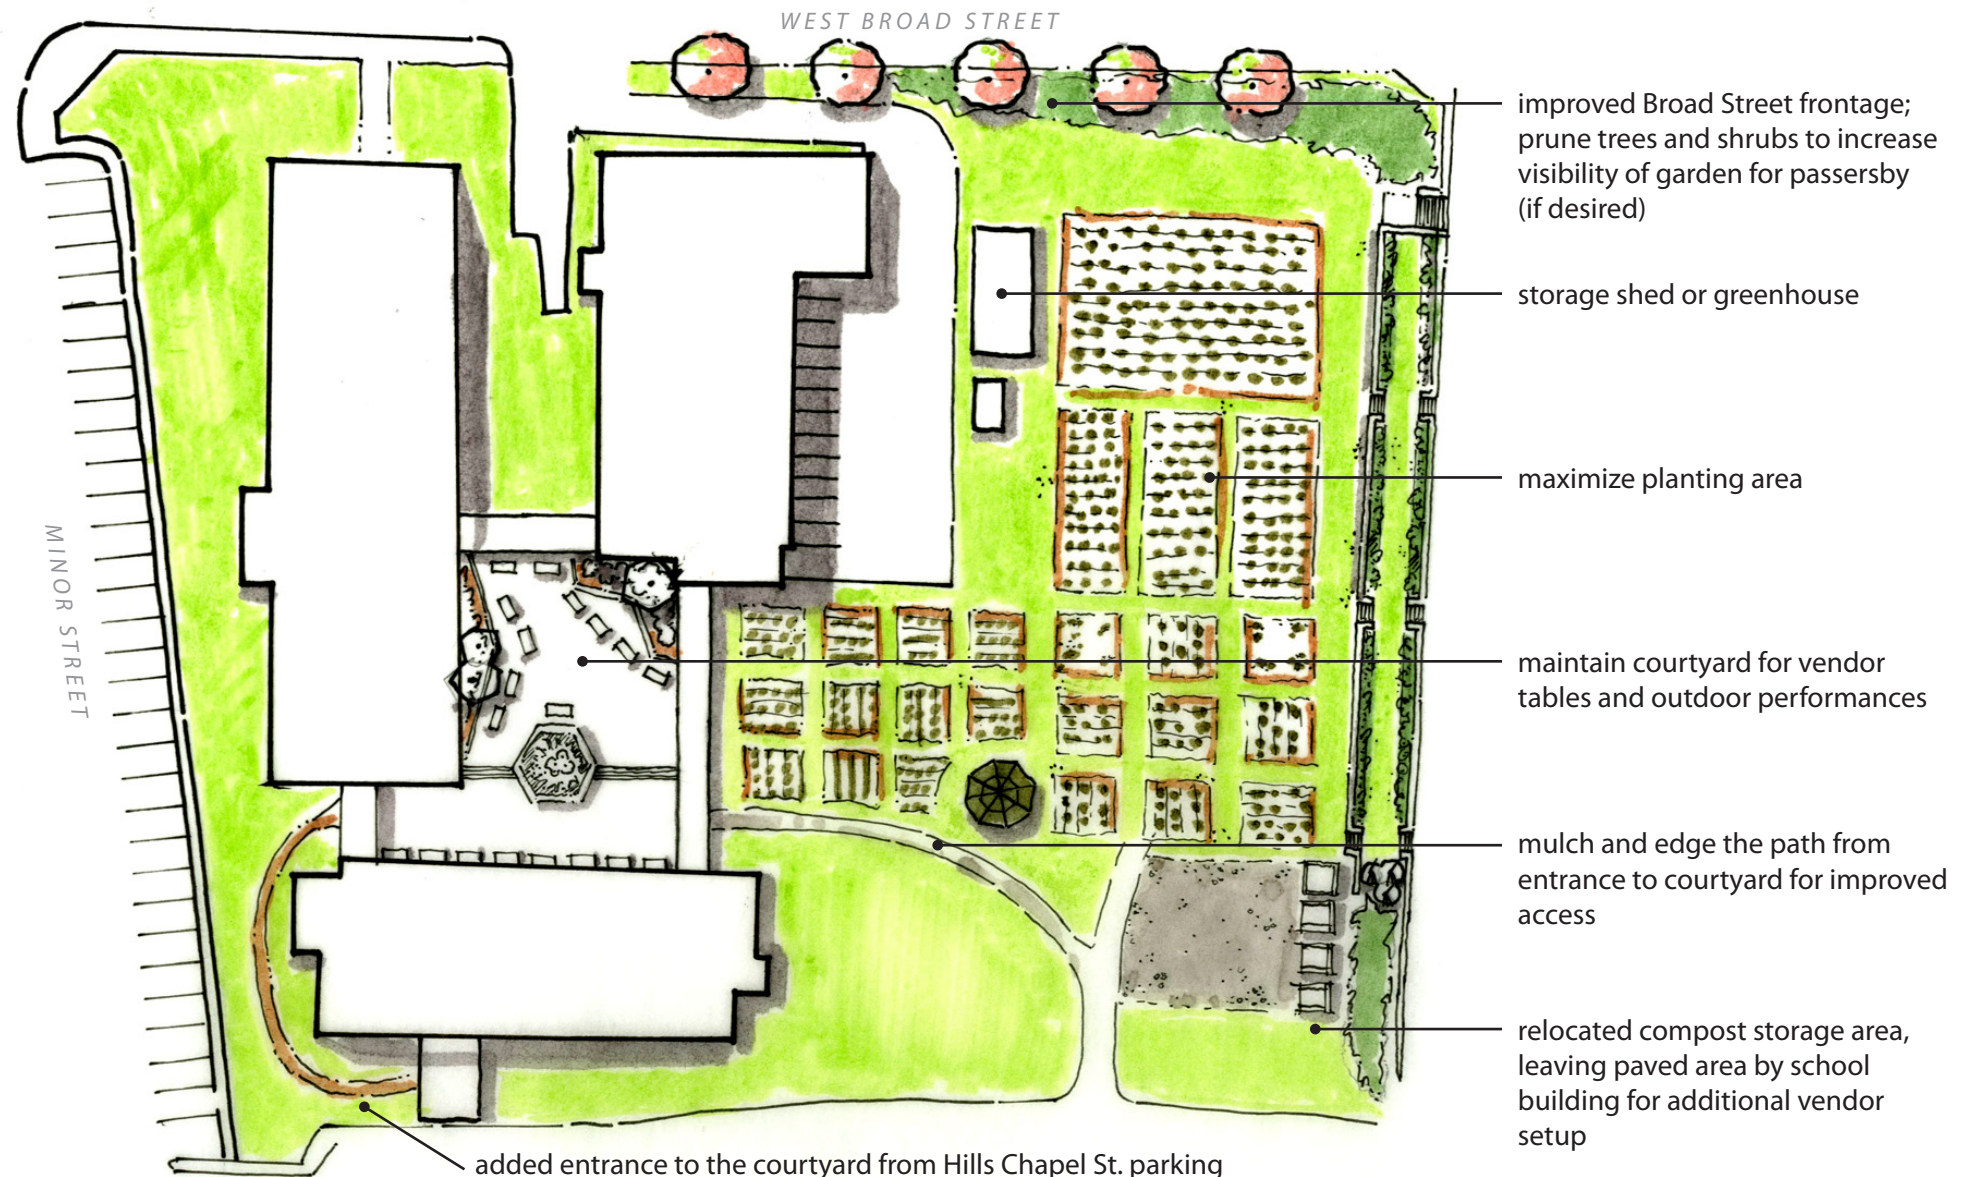 WEST BROAD STREET
improved Broad Street frontage;
prune trees and shrubs to increase
visibility of garden for passersby
(if desired)
storage shed or greenhouse
maximize planting area
MINOR STREET
maintain courtyard for vendor
tables and outdoor performances
mulch and edge the path from
entrance to courtyard for improved
access
relocated compost storage area,
leaving paved area by school
building for additional vendor
setup
added entrance to the courtyard from Hills Chapel St. parking